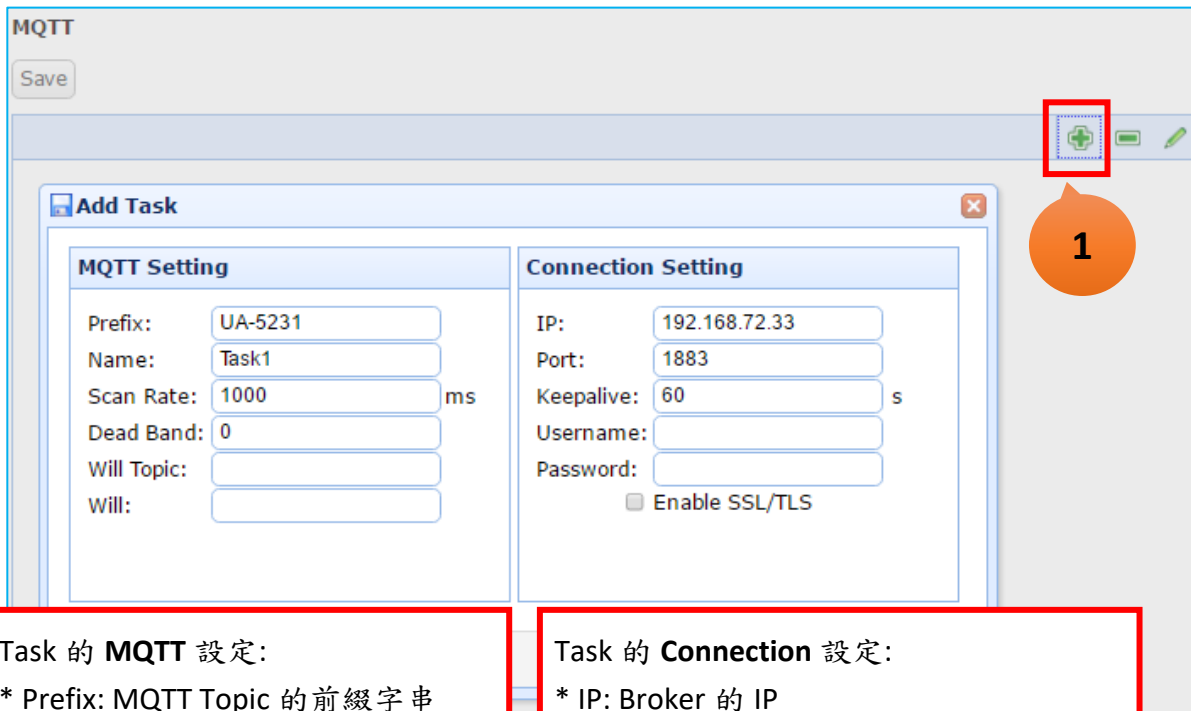 MQTT
Save
1
Add Task
MQTT Setting
Prefix: UA-5231
Name: Task1
Scan Rate: 1000 ms
Dead Band: 0
Will Topic:
Will:
Connection Setting
IP: 192.168.72.33
Port: 1883
Keepalive: 60 s
Username:
Password:
Enable SSL/TLS
Task 的 MQTT 設定:
* Prefix: MQTT Topic 的前綴字串
Task 的 Connection 設定:
* IP: Broker 的 IP